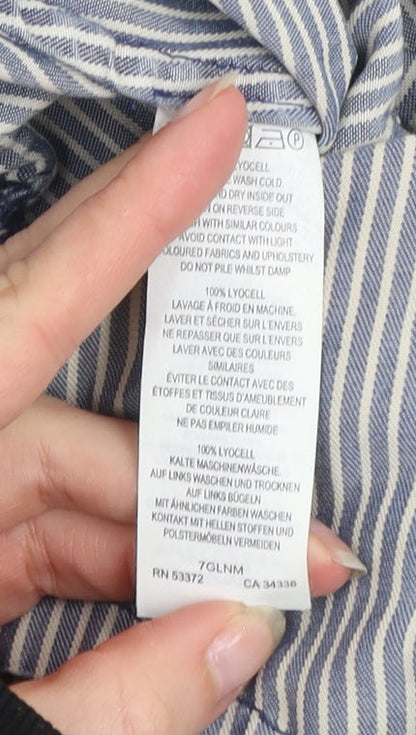 Ⓟ
LYOCELL
WASH COLD.
DRY INSIDE OUT
ON REVERSE SIDE
WITH SIMILAR COLOURS
AVOID CONTACT WITH LIGHT
COLOURED FABRICS AND UPHOLSTERY
DO NOT PILE WHILST DAMP
100% LYOCELL
LAVAGE À FROID EN MACHINE.
LAVER ET SÉCHER SUR L'ENVERS
NE REPASSER QUE SUR L'ENVERS
LAVER AVEC DES COULEURS
SIMILAIRES
ÉVITER LE CONTACT AVEC DES
ÉTOFFES ET TISSUS D'AMEUBLEMENT
DE COULEUR CLAIRE
NE PAS EMPILER HUMIDE
100% LYOCELL
KALTE MASCHINENWÄSCHE.
AUF LINKS WASCHEN UND TROCKNEN
AUF LINKS BÜGELN
MIT ÄHNLICHEN FARBEN WASCHEN
KONTAKT MIT HELLEN STOFFEN UND
POLSTERMÖBELN VERMEIDEN
7GLNM
RN 53372 CA 34338